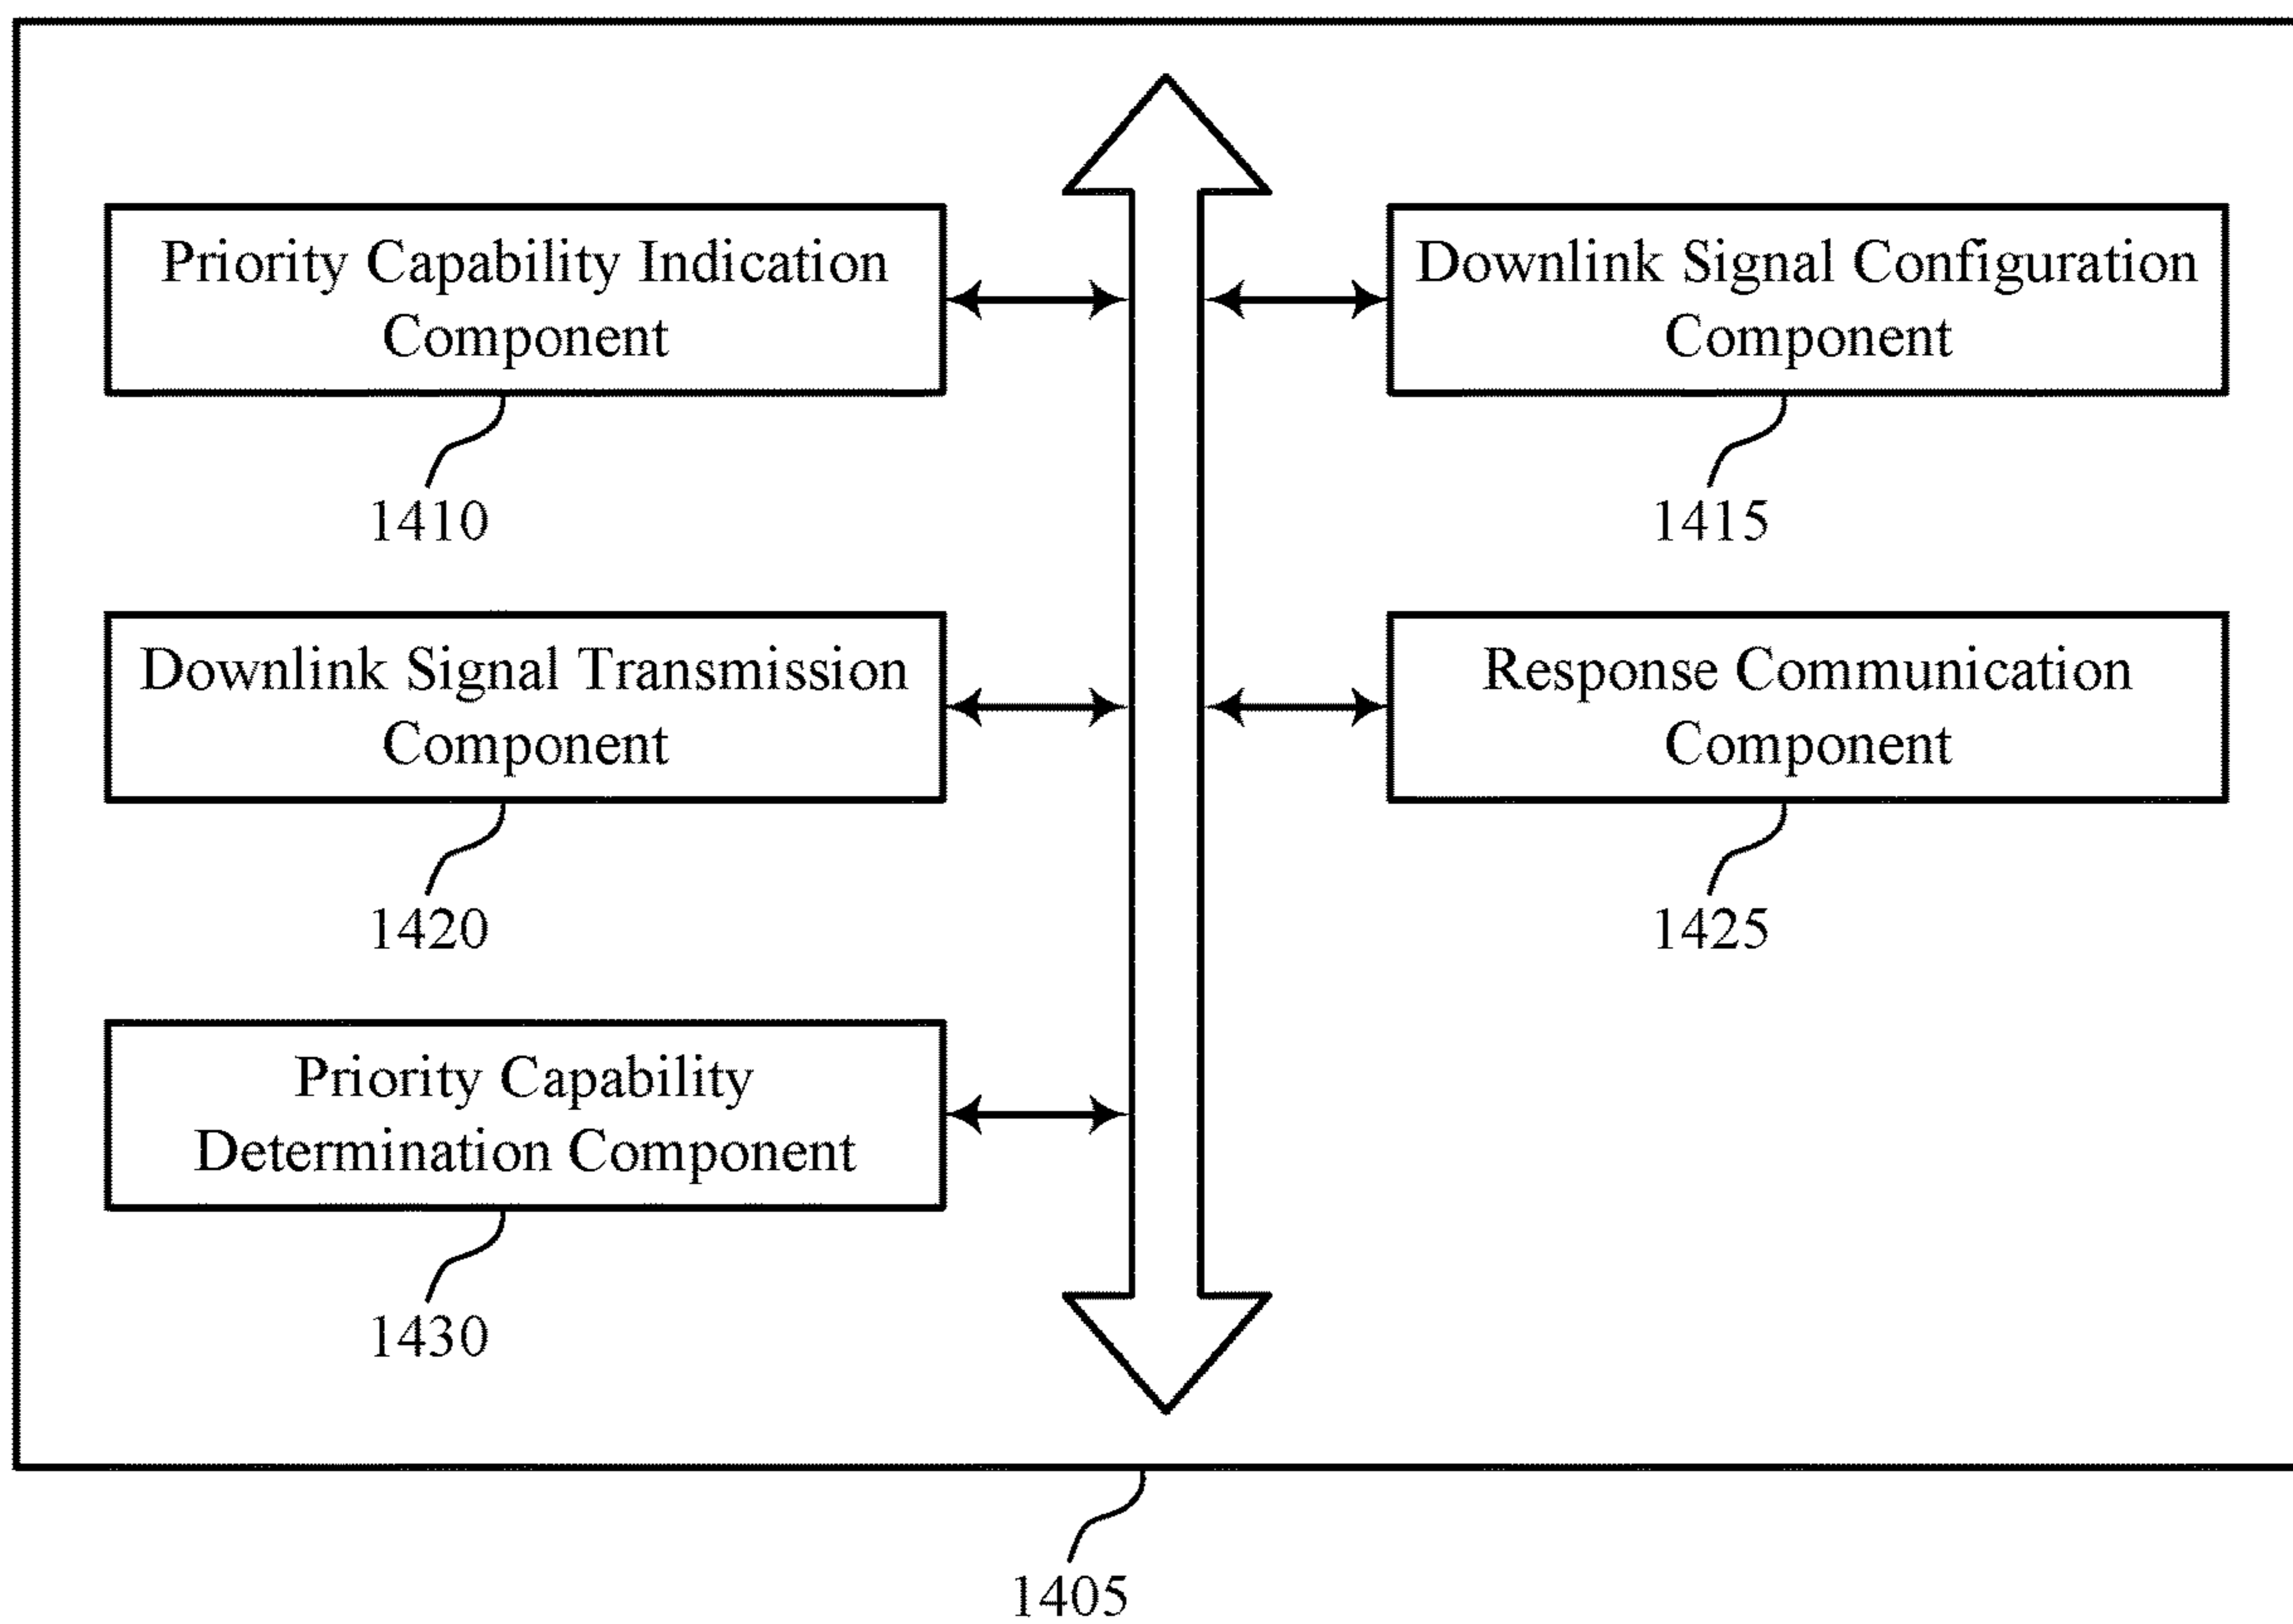 Priority Capability Indication
Component
1410
Downlink Signal Configuration
Component
1415
Downlink Signal Transmission
Component
1420
Response Communication
Component
1425
Priority Capability
Determination Component
1430
1405